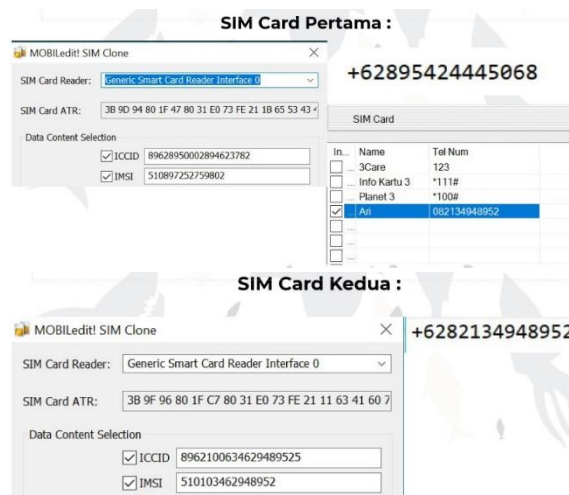 SIM Card Pertama :
MOBILedit! SIM Clone
SIM Card Reader: Generic Smart Card Reader Interface 0
SIM Card ATR: 3B 9D 94 80 1F 47 80 31 E0 73 FE 21 1B 65 53 43 4
Data Content Selection
ICCID 89628950002894623782
IMSI 510897252759802
+62895424445068
SIM Card
In... Name Tel Num
... 3Care 123
... Info Kartu 3 *111#
... Planet 3 *100#
... Ari 082134948952
...
...
...
SIM Card Kedua :
MOBILedit! SIM Clone
SIM Card Reader: Generic Smart Card Reader Interface 0
SIM Card ATR: 3B 9F 96 80 1F C7 80 31 E0 73 FE 21 11 63 41 60 7
Data Content Selection
ICCID 8962100634629489525
IMSI 510103462948952
+6282134948952